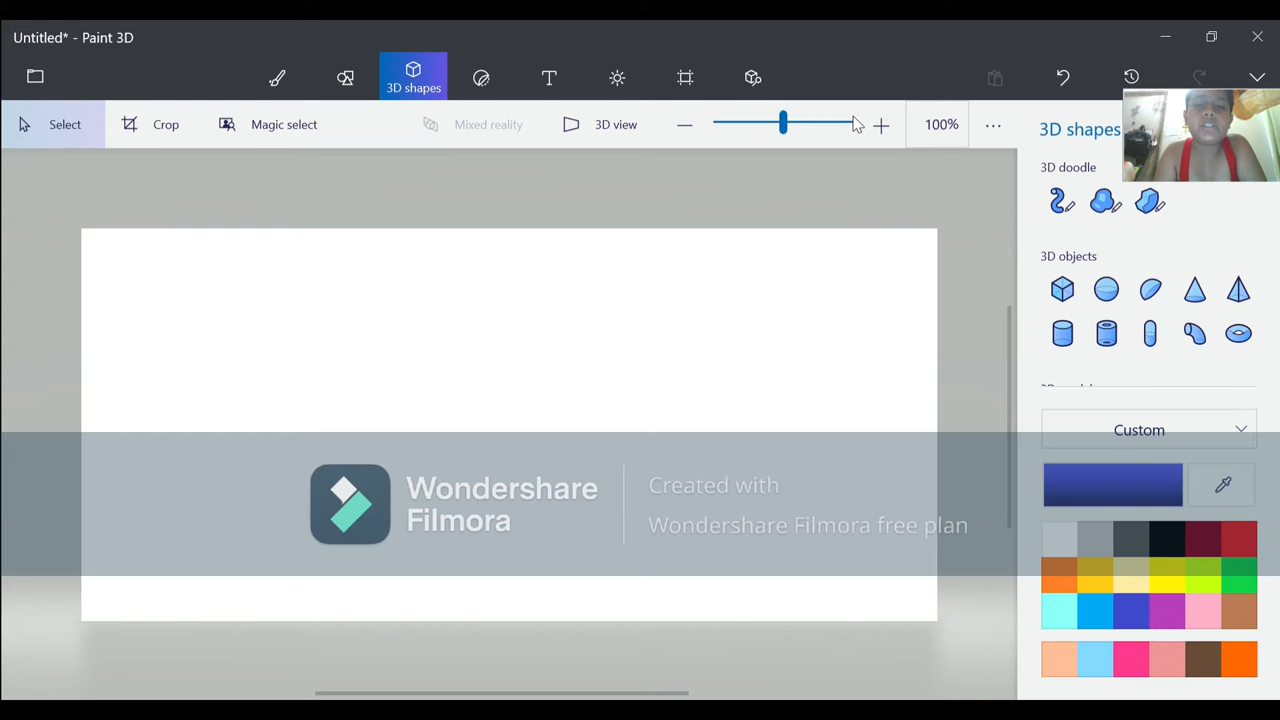 Untitled* - Paint 3D
3D shapes
Select
Crop
Magic select
Mixed reality
3D view
100%
3D shapes
3D doodle
3D objects
Custom
Wondershare
Filmora
Created with
Wondershare Filmora free plan